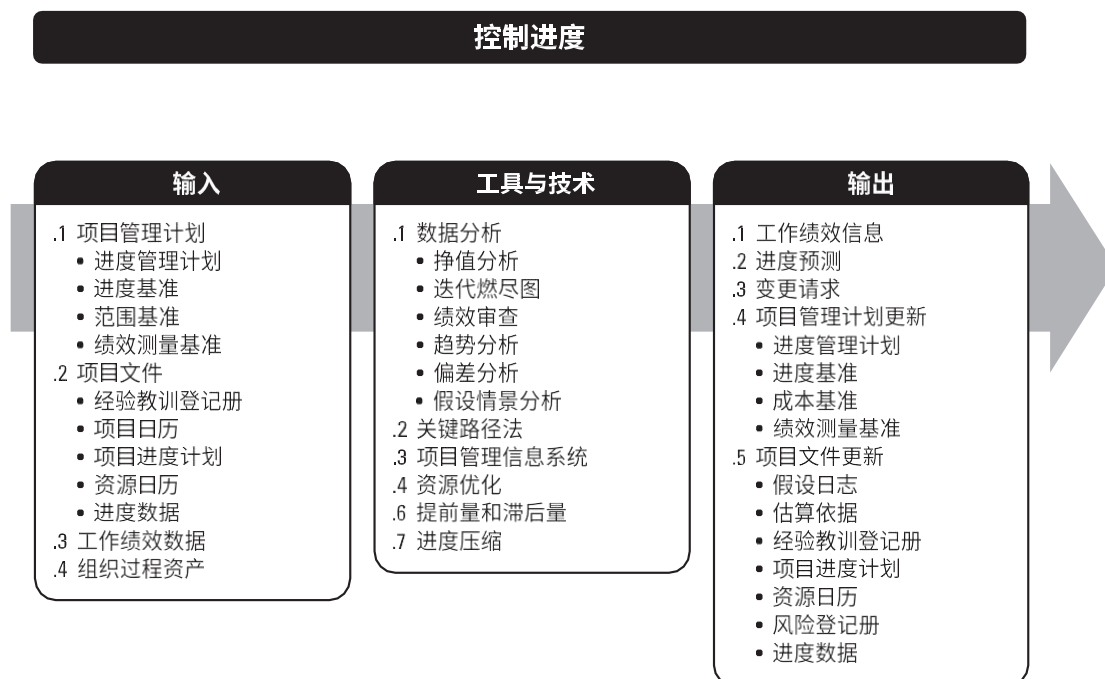 控制进度
输入
.1 项目管理计划
• 进度管理计划
• 进度基准
• 范围基准
• 绩效测量基准
.2 项目文件
• 经验教训登记册
• 项目日历
• 项目进度计划
• 资源日历
• 进度数据
.3 工作绩效数据
.4 组织过程资产
工具与技术
.1 数据分析
• 挣值分析
• 迭代燃尽图
• 绩效审查
• 趋势分析
• 偏差分析
• 假设情景分析
.2 关键路径法
.3 项目管理信息系统
.4 资源优化
.6 提前量和滞后量
.7 进度压缩
输出
.1 工作绩效信息
.2 进度预测
.3 变更请求
.4 项目管理计划更新
• 进度管理计划
• 进度基准
• 成本基准
• 绩效测量基准
.5 项目文件更新
• 假设日志
• 估算依据
• 经验教训登记册
• 项目进度计划
• 资源日历
• 风险登记册
• 进度数据